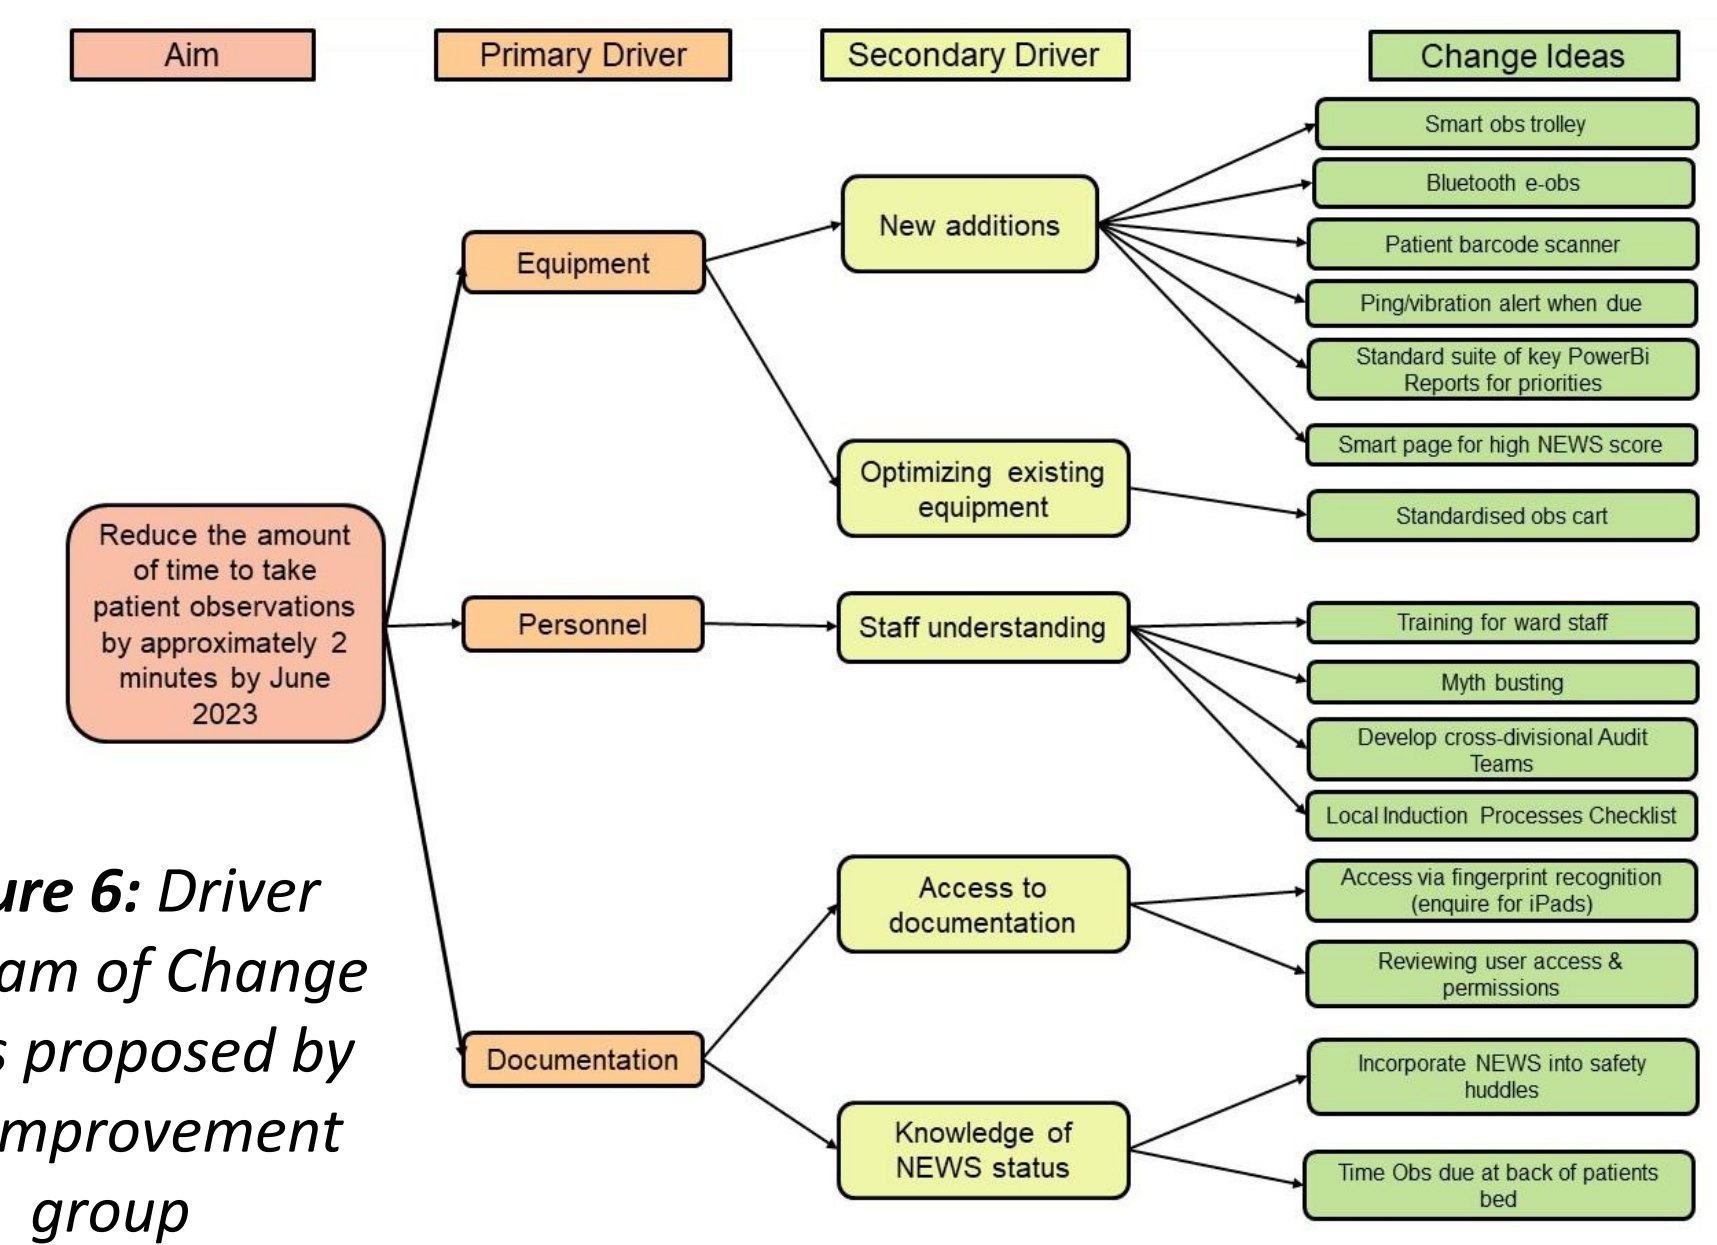 Aim
Primary Driver
Secondary Driver
Change Ideas
Reduce the amount
of time to take
patient observations
by approximately 2
minutes by June
2023
Equipment
Personnel
Documentation
New additions
Optimizing existing
equipment
Staff understanding
Access to
documentation
Knowledge of
NEWS status
Smart obs trolley
Bluetooth e-obs
Patient barcode scanner
Ping/vibration alert when due
Standard suite of key PowerBi
Reports for priorities
Smart page for high NEWS score
Standardised obs cart
Training for ward staff
Myth busting
Develop cross-divisional Audit
Teams
Local Induction Processes Checklist
Access via fingerprint recognition
(enquire for iPads)
Reviewing user access &
permissions
Incorporate NEWS into safety
huddles
Time Obs due at back of patients
bed
6: Driver
of Change
proposed by
group